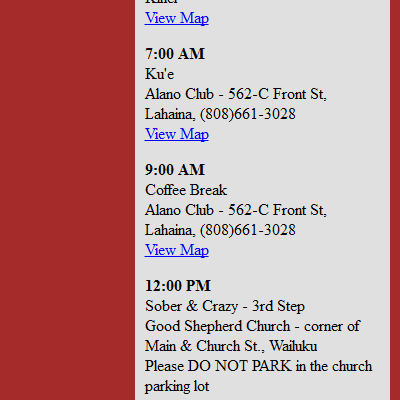 View Map
7:00 AM
Ku'e
Alano Club - 562-C Front St,
Lahaina, (808)661-3028
View Map
9:00 AM
Coffee Break
Alano Club - 562-C Front St,
Lahaina, (808)661-3028
View Map
12:00 PM
Sober & Crazy - 3rd Step
Good Shepherd Church - corner of
Main & Church St., Wailuku
Please DO NOT PARK in the church
parking lot